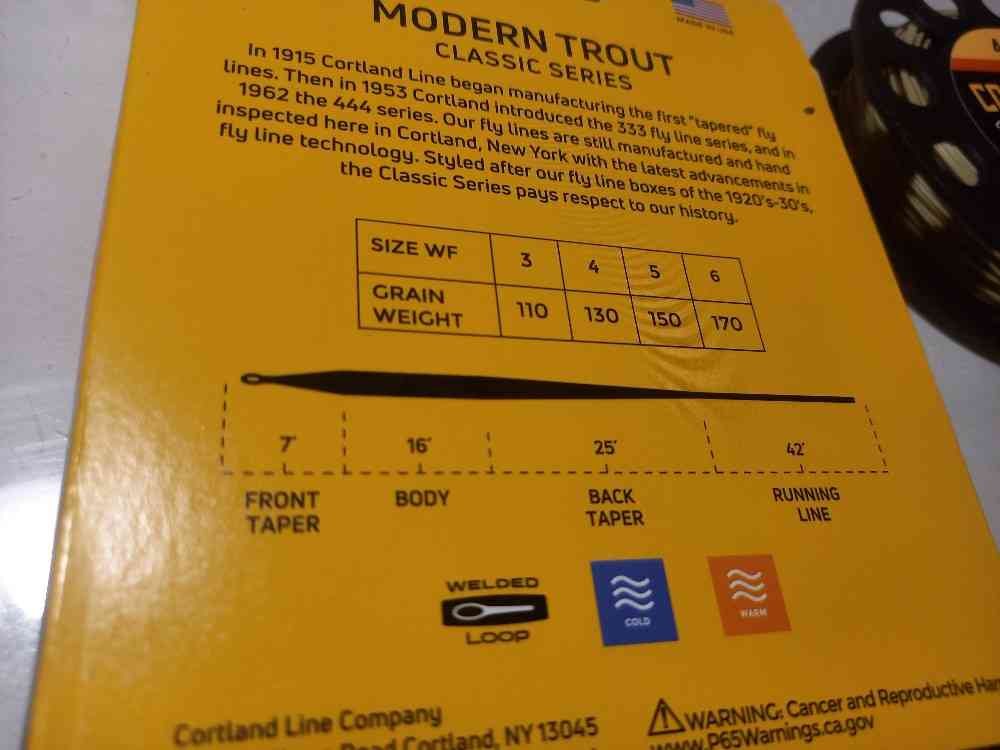 MADE IN USA
MODERN TROUT
CLASSIC SERIES
In 1915 Cortland Line began manufacturing the first "tapered" fly
lines. Then in 1953 Cortland introduced the 333 fly line series, and in
1962 the 444 series. Our fly lines are still manufactured and hand
inspected here in Cortland, New York with the latest advancements in
fly line technology. Styled after our fly line boxes of the 1920's-30's,
the Classic Series pays respect to our history.
SIZE WF 3 4 5 6
GRAIN
WEIGHT 110 130 150 170
7' 16' 25' 42'
FRONT
TAPER
BODY
BACK
TAPER
RUNNING
LINE
WELDED
LOOP
COLD
WARM
Cortland Line Company
Road Cortland, NY 13045
WARNING: Cancer and Reproductive
www.P65Warnings.ca.gov